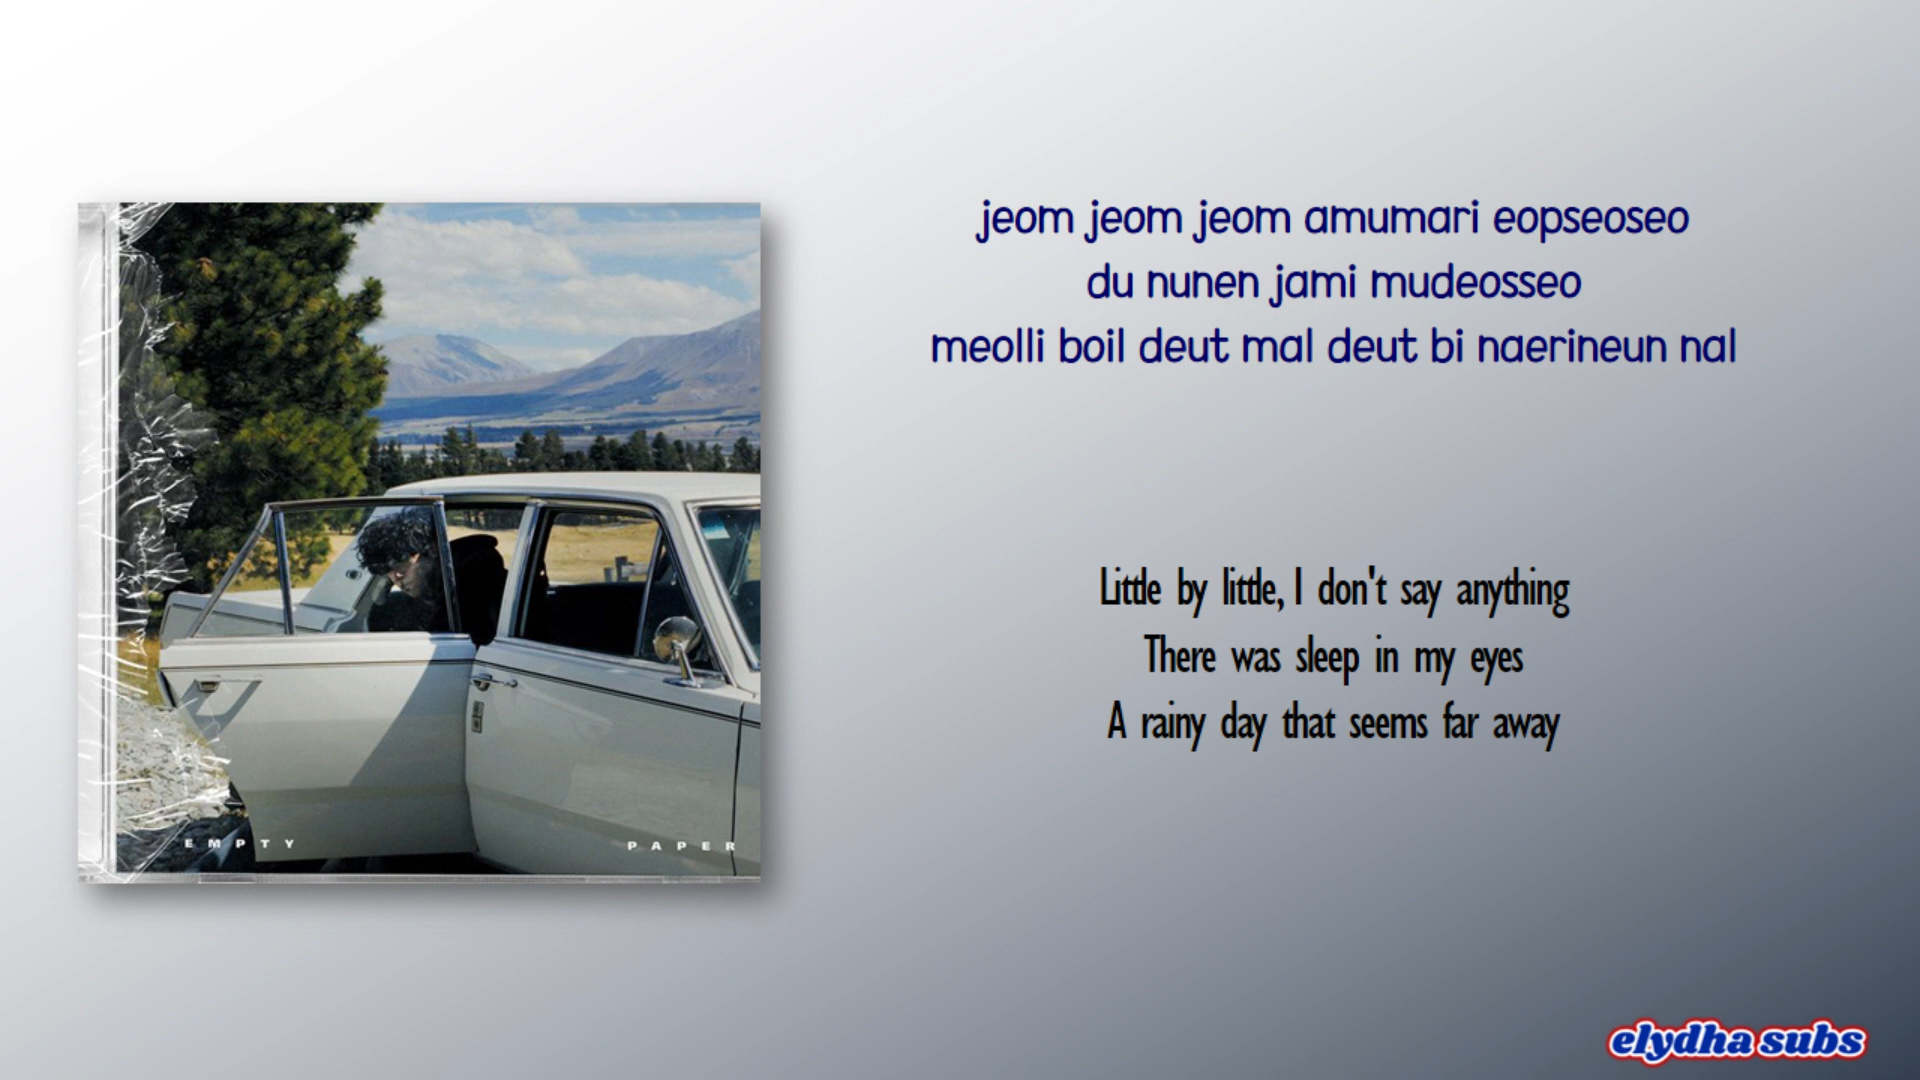 jeom jeom jeom amumari eopseoseo
du nunen jami mudeosseo
meolli boil deut mal deut bi naerineun nal
Little by little, I don't say anything
There was sleep in my eyes
A rainy day that seems far away
EMPTY PAPER
elydha subs